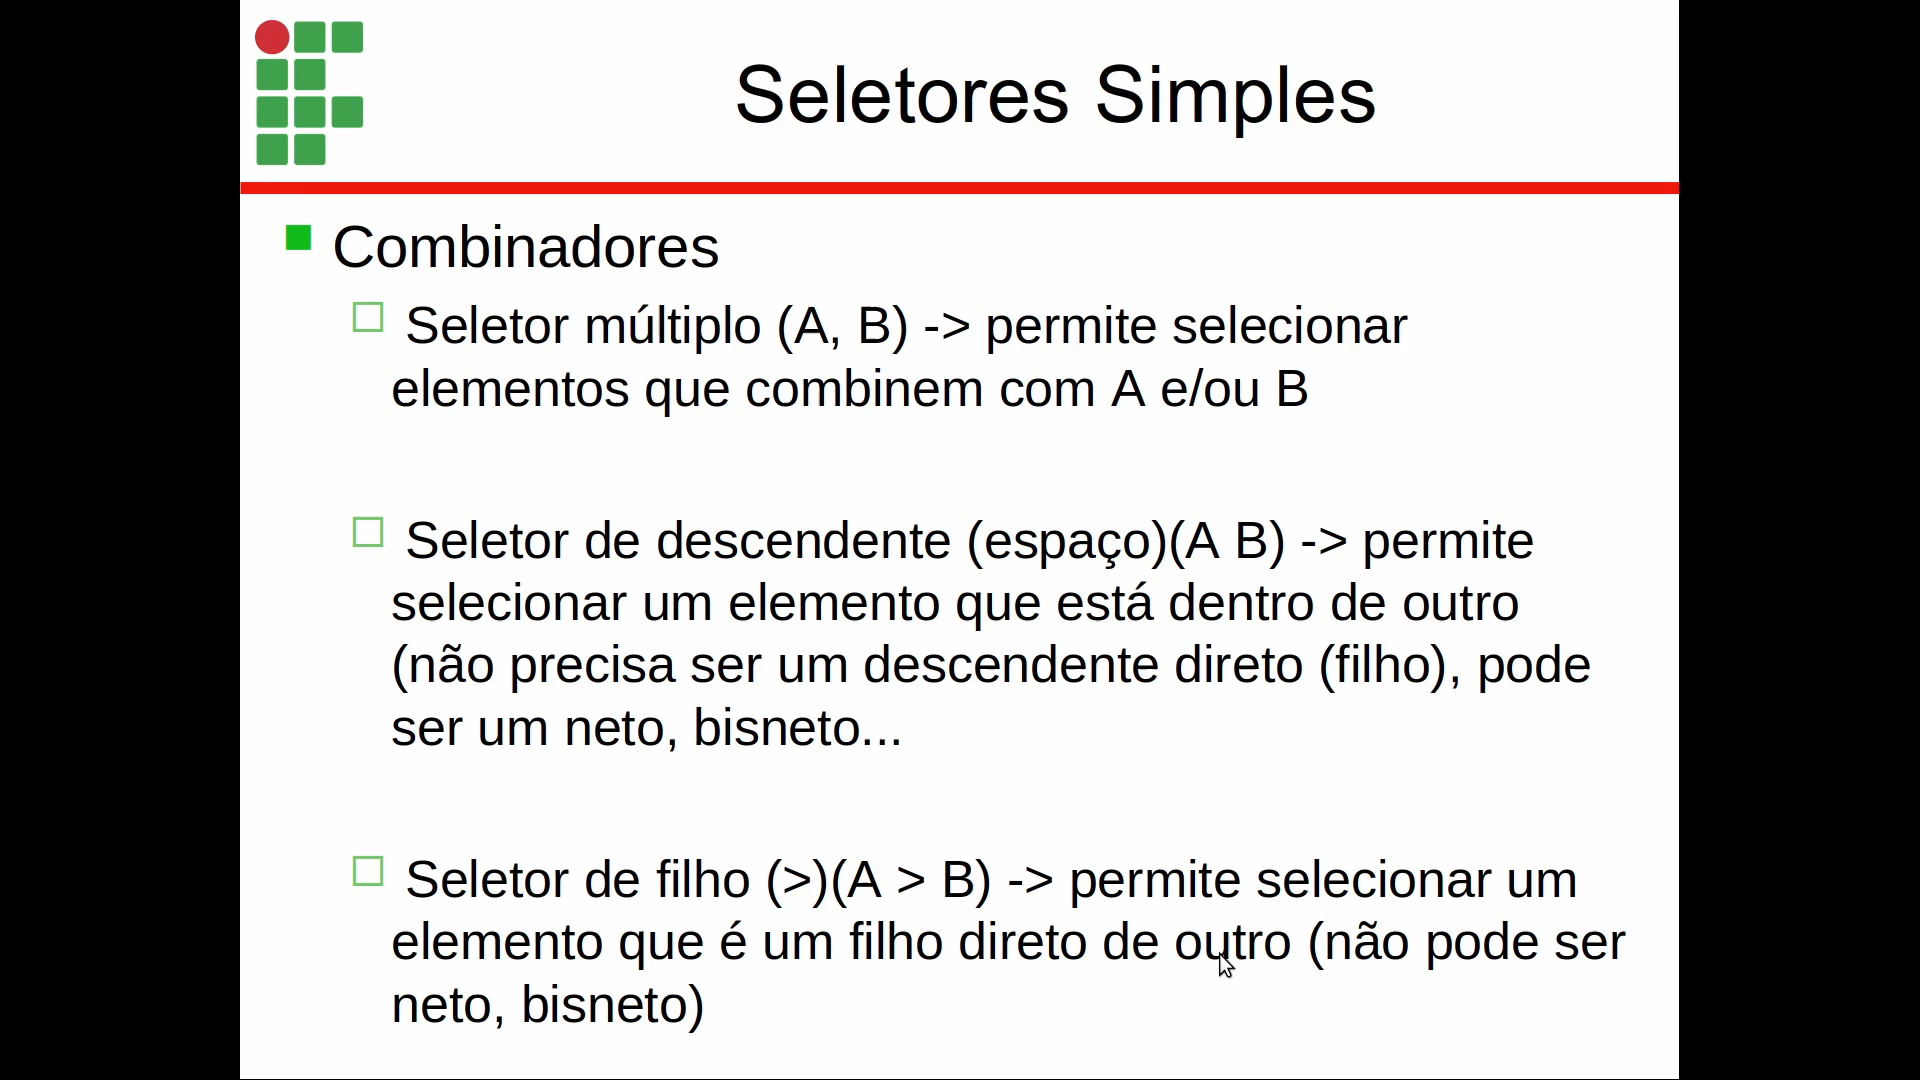 Seletores Simples
Combinadores
Seletor múltiplo (A, B) -> permite selecionar
elementos que combinem com A e/ou B
Seletor de descendente (espaço)(A B) -> permite
selecionar um elemento que está dentro de outro
(não precisa ser um descendente direto (filho), pode
ser um neto, bisneto...
Seletor de filho (>)(A > B) -> permite selecionar um
elemento que é um filho direto de outro (não pode ser
neto, bisneto)